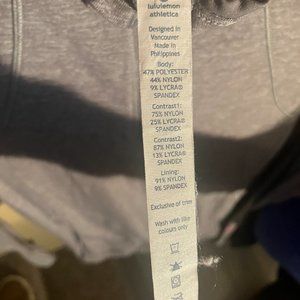 lululemon
athletica
Designed in
Vancouver
Made in
Philippines
Body:
47% POLYESTER
44% NYLON
9% LYCRA®
SPANDEX
Contrast1:
75% NYLON
25% LYCRA®
SPANDEX
Contrast2:
87% NYLON
13% LYCRA®
SPANDEX
Lining:
91% NYLON
9% SPANDEX
Exclusive of trim
Wash with like
colours only